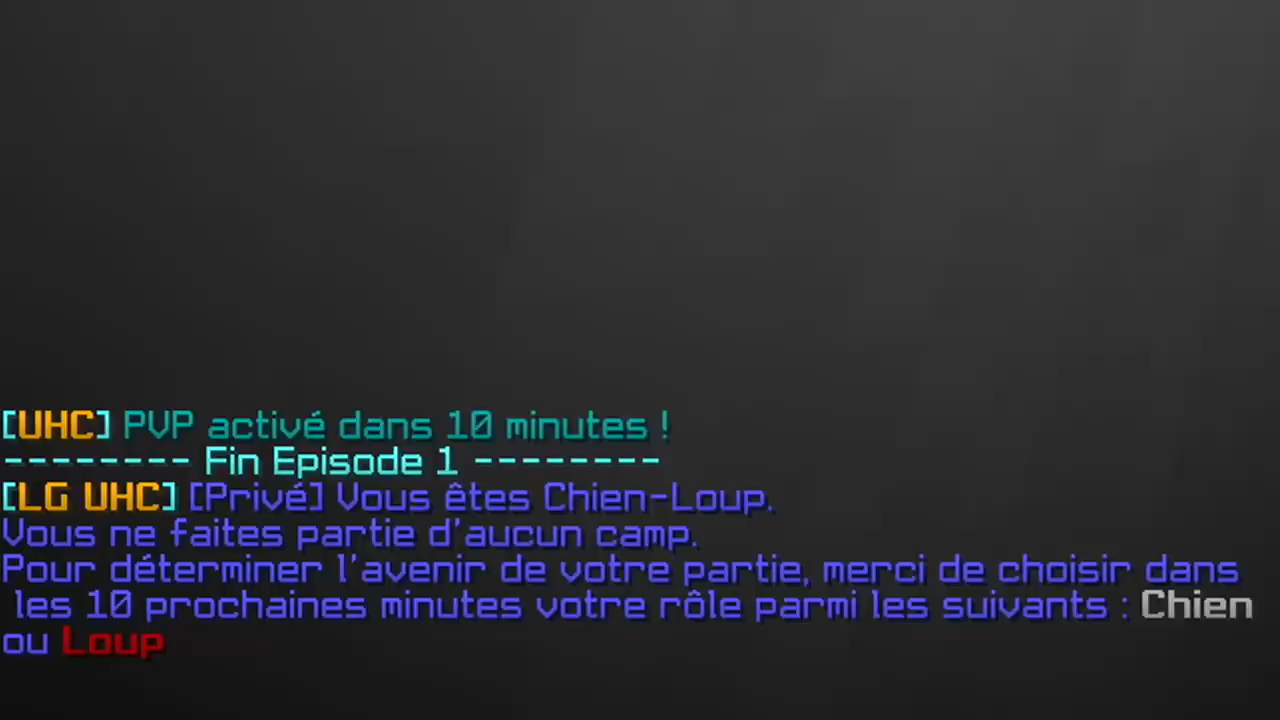 [UHC] PVP activé dans 10 minutes !
-------- Fin Episode 1 --------
[LG UHC] [Privé] Vous êtes Chien-Loup.
Vous ne faites partie d'aucun camp.
Pour déterminer l'avenir de votre partie, merci de choisir dans
les 10 prochaines minutes votre rôle parmi les suivants : Chien
ou Loup